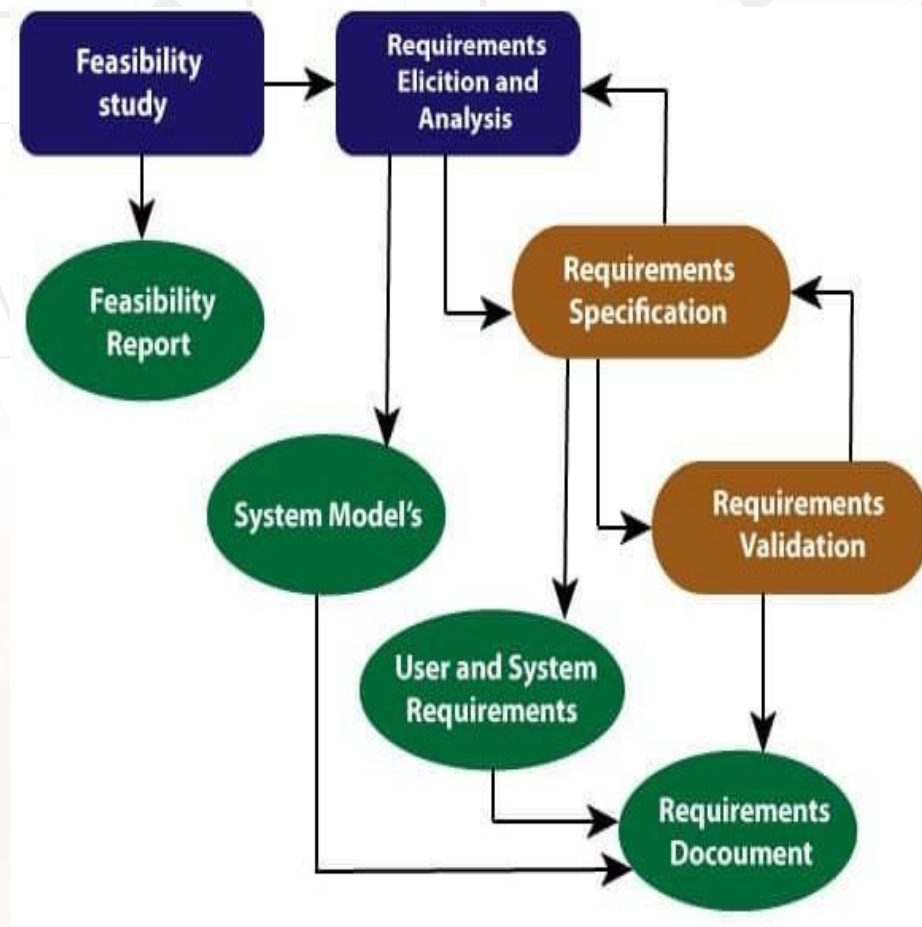 Feasibility
study
Requirements
Elicition and
Analysis
Requirements
Specification
Feasibility
Report
System Model's
Requirements
Validation
User and System
Requirements
Requirements
Docoument